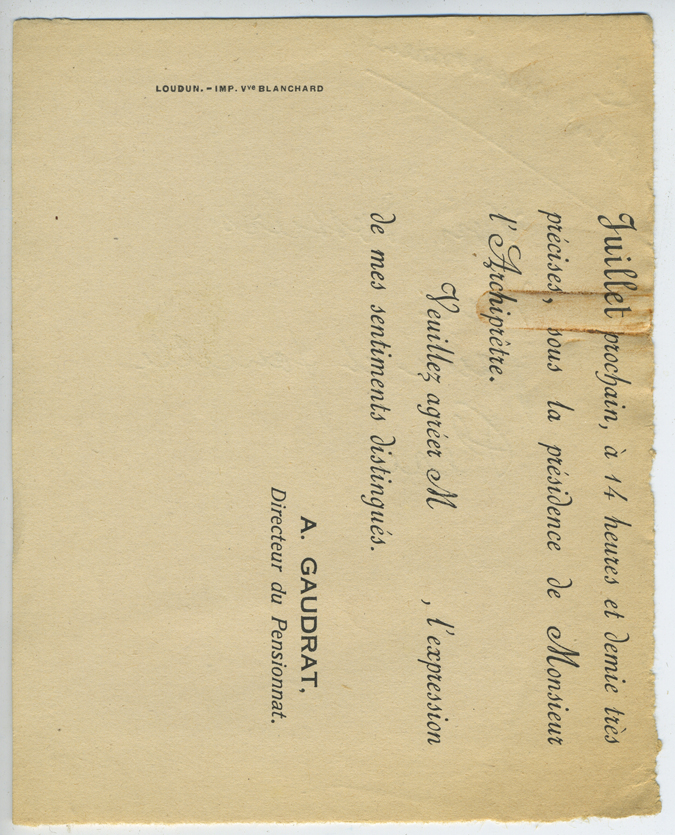 Juillet prochain, à 14 heures et demie très
précises, sous la présidence de Monsieur
l'Archiprêtre.
Veuillez agréer M , l'expression
de mes sentiments distingués.
A. GAUDRAT,
Directeur du Pensionnat.
LOUDUN. - IMP. Vve BLANCHARD